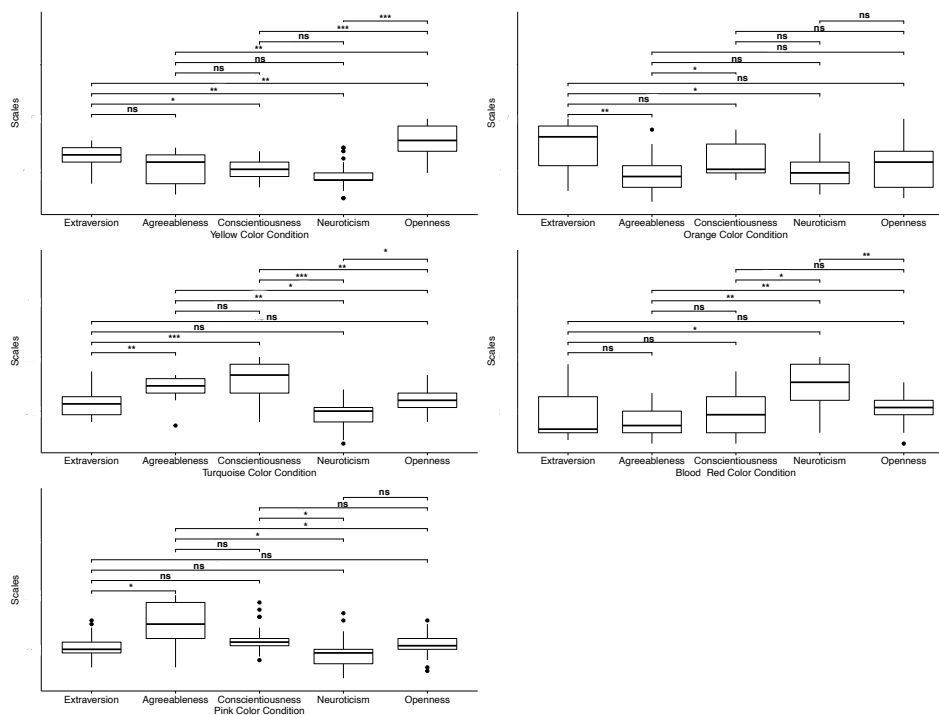 ***
***
ns
**
ns
ns
**
**
*
ns
Scales
Extraversion Agreeableness Conscientiousness Neuroticism Openness
Yellow Color Condition
ns
ns
ns
ns
ns
*
ns
*
ns
**
Scales
Extraversion Agreeableness Conscientiousness Neuroticism Openness
Orange Color Condition
*
**
***
*
**
ns
ns
ns
***
**
Scales
Extraversion Agreeableness Conscientiousness Neuroticism Openness
Turquoise Color Condition
**
ns
*
**
**
ns
ns
*
ns
ns
Scales
Extraversion Agreeableness Conscientiousness Neuroticism Openness
Blood Red Color Condition
ns
ns
*
*
*
ns
ns
ns
ns
*
Scales
Extraversion Agreeableness Conscientiousness Neuroticism Openness
Pink Color Condition